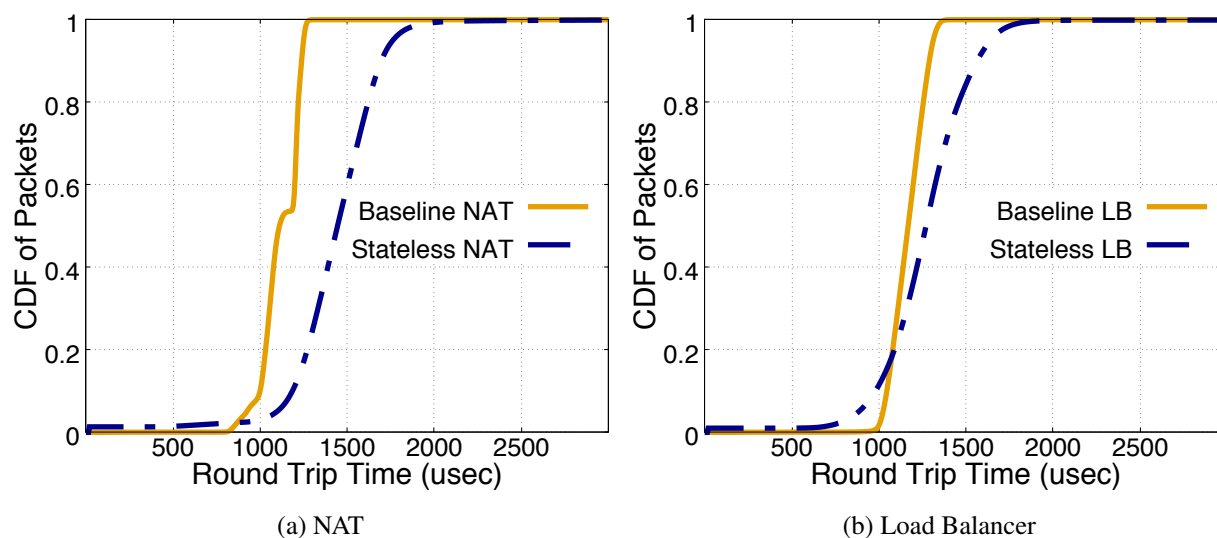 1
0.8
0.6
0.4
0.2
0
CDF of Packets
Baseline NAT
Stateless NAT
500 1000 1500 2000 2500
Round Trip Time (usec)
(a) NAT
1
0.8
0.6
0.4
0.2
0
CDF of Packets
Baseline LB
Stateless LB
500 1000 1500 2000 2500
Round Trip Time (usec)
(b) Load Balancer